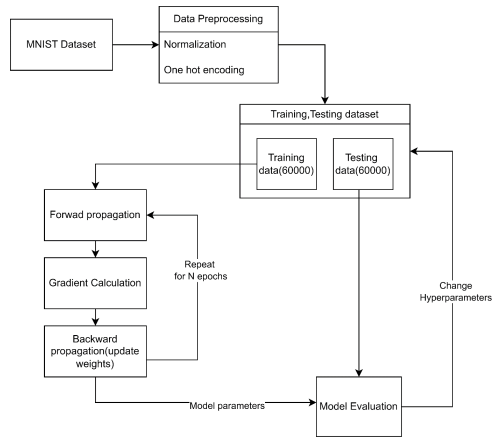 Data Preprocessing
MNIST Dataset
Normalization
One hot encoding
Training,Testing dataset
Training
data(60000)
Testing
data(60000)
Forwad propagation
Repeat
for N epochs
Gradient Calculation
Change
Hyperparameters
Backward
propagation(update
weights)
Model parameters
Model Evaluation